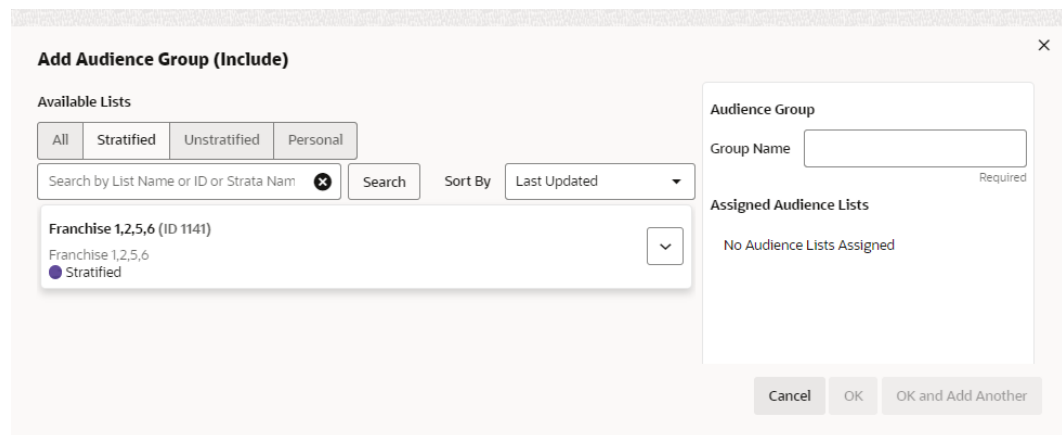 Add Audience Group (Include)
Available Lists
All Stratified Unstratified Personal
Search by List Name or ID or Strata Nam Search Sort By Last Updated
Franchise 1,2,5,6 (ID 1141)
Franchise 1,2,5,6
Stratified
Audience Group
Group Name
Required
Assigned Audience Lists
No Audience Lists Assigned
Cancel OK OK and Add Another